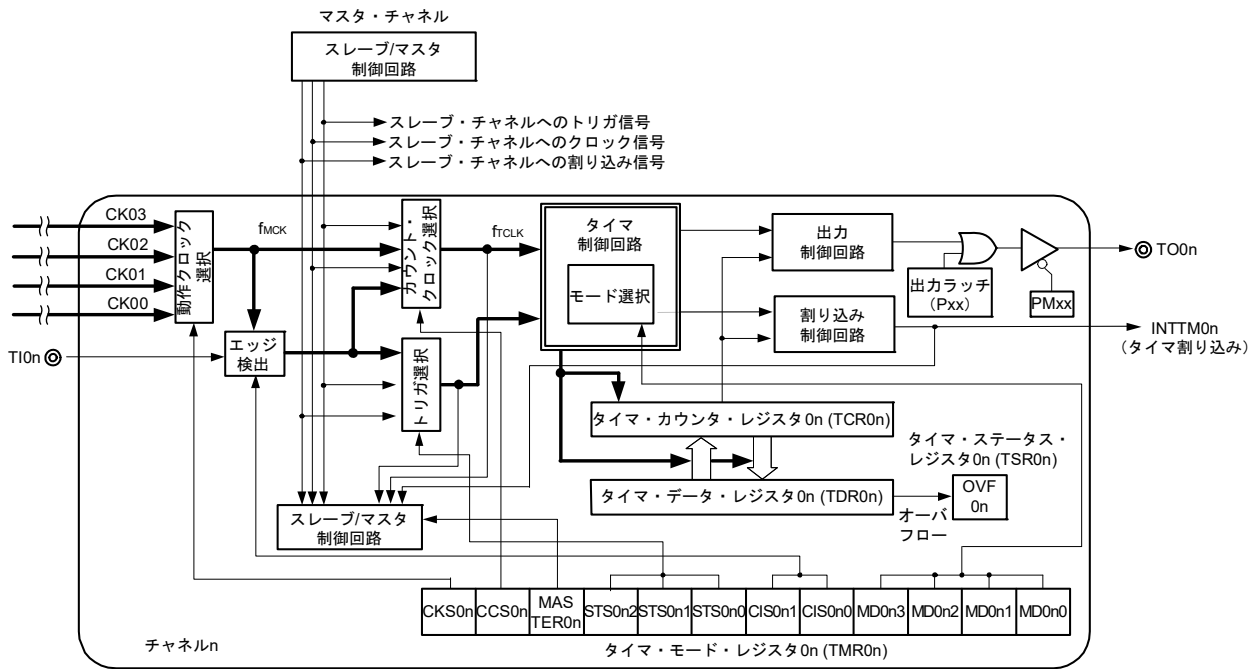 マスタ・チャネル
スレーブ/マスタ
制御回路
スレーブ・チャネルへのトリガ信号
スレーブ・チャネルへのクロック信号
スレーブ・チャネルへの割り込み信号
CK03
CK02
CK01
CK00
動作クロック
選択
fMCK
カウント・
クロック選択
fTCLK
タイマ
制御回路
モード選択
出力
制御回路
出力ラッチ
(Pxx)
PMxx
TO0n
割り込み
制御回路
INTTM0n
(タイマ割り込み)
TI0n
エッジ
検出
トリガ選択
タイマ・カウンタ・レジスタ0n (TCR0n)
タイマ・データ・レジスタ0n (TDR0n)
タイマ・ステータス・
レジスタ0n (TSR0n)
OVF
0n
オーバ
フロー
スレーブ/マスタ
制御回路
CKS0n
CCS0n
MAS
TER0n
STS0n2
STS0n1
STS0n0
CIS0n1
CIS0n0
MD0n3
MD0n2
MD0n1
MD0n0
チャネルn
タイマ・モード・レジスタ0n (TMR0n)